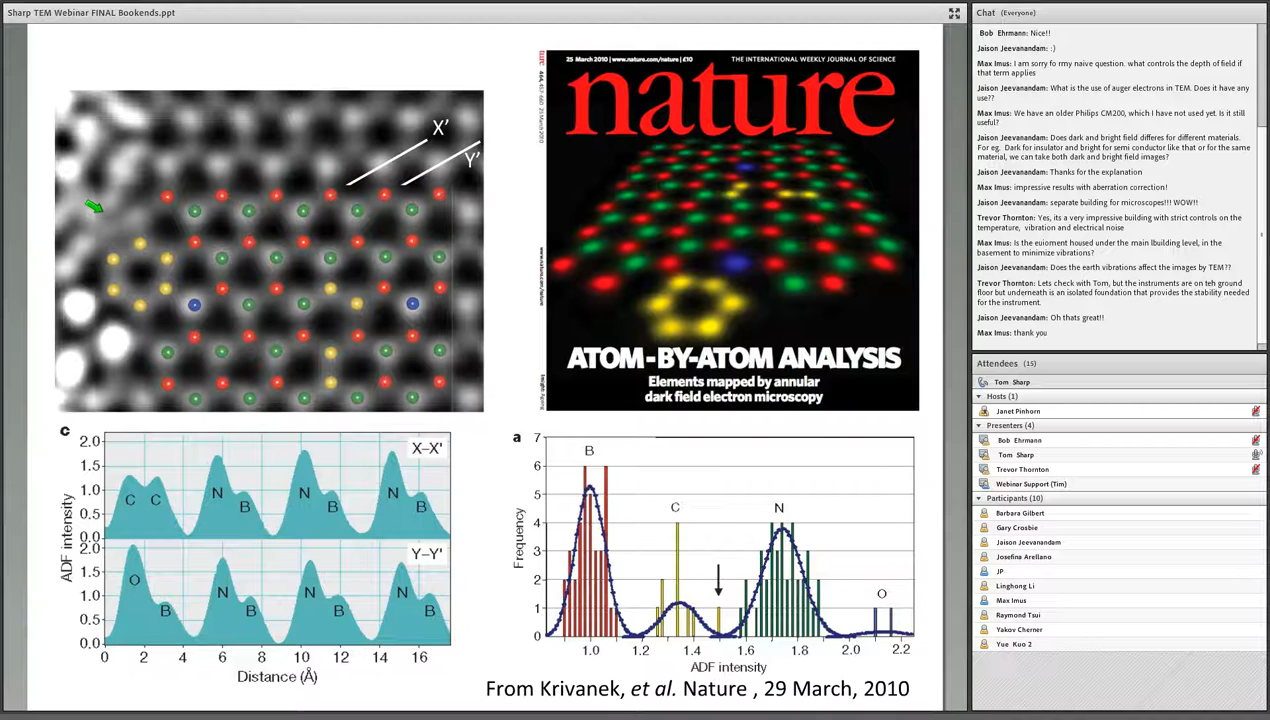 Sharp TEM Webinar FINAL Bookends.ppt
X'
Y'
25 March 2010 | www.nature.com/nature | £10
THE INTERNATIONAL WEEKLY JOURNAL OF SCIENCE
nature
ATOM-BY-ATOM ANALYSIS
Elements mapped by annular
dark field electron microscopy
c
2.0
1.5
1.0
0.5
0.0
2.0
1.5
1.0
0.5
0.0
ADF intensity
X–X'
C C N B N B N B
Y–Y'
O B N B N B N B
0 2 4 6 8 10 12 14 16
Distance (Å)
a
7
6
5
4
3
2
1
0
Frequency
B
C
N
O
1.0 1.2 1.4 1.6 1.8 2.0 2.2
ADF intensity
From Krivanek, et al. Nature , 29 March, 2010
Chat (Everyone)
Bob Ehrmann: Nice!!
Jaison Jeevanandam: :)
Max Imus: I am sorry fo rmy naive question. what controls the depth of field if
that term applies
Jaison Jeevanandam: What is the use of auger electrons in TEM. Does it have any
use??
Max Imus: We have an older Philips CM200, which I have not used yet. Is it still
useful?
Jaison Jeevanandam: Does dark and bright field differes for different materials.
For eg. Dark for insulator and bright for semi conductor like that or for the same
material, we can take both dark and bright field images?
Jaison Jeevanandam: Thanks for the explanation
Max Imus: impressive results with aberration correction!
Jaison Jeevanandam: separate building for microscopes!!! WOW!!
Trevor Thornton: Yes, its a very impressive building with strict controls on the
temperature, vibration and electrical noise
Max Imus: Is the euioment housed under the main lbuilding level, in the
basement to minimize vibrations?
Jaison Jeevanandam: Does the earth vibrations affect the images by TEM??
Trevor Thornton: Lets check with Tom, but the instruments are on teh ground
floor but underneath is an isolated foundation that provides the stability needed
for the instrument.
Jaison Jeevanandam: Oh thats great!!
Max Imus: thank you
Attendees (15)
Tom Sharp
Hosts (1)
Janet Pinhorn
Presenters (4)
Bob Ehrmann
Tom Sharp
Trevor Thornton
Webinar Support (Tim)
Participants (10)
Barbara Gilbert
Gary Crosbie
Jaison Jeevanandam
Josefina Arellano
JP
Linghong Li
Max Imus
Raymond Tsui
Yakov Cherner
Yue Kuo 2